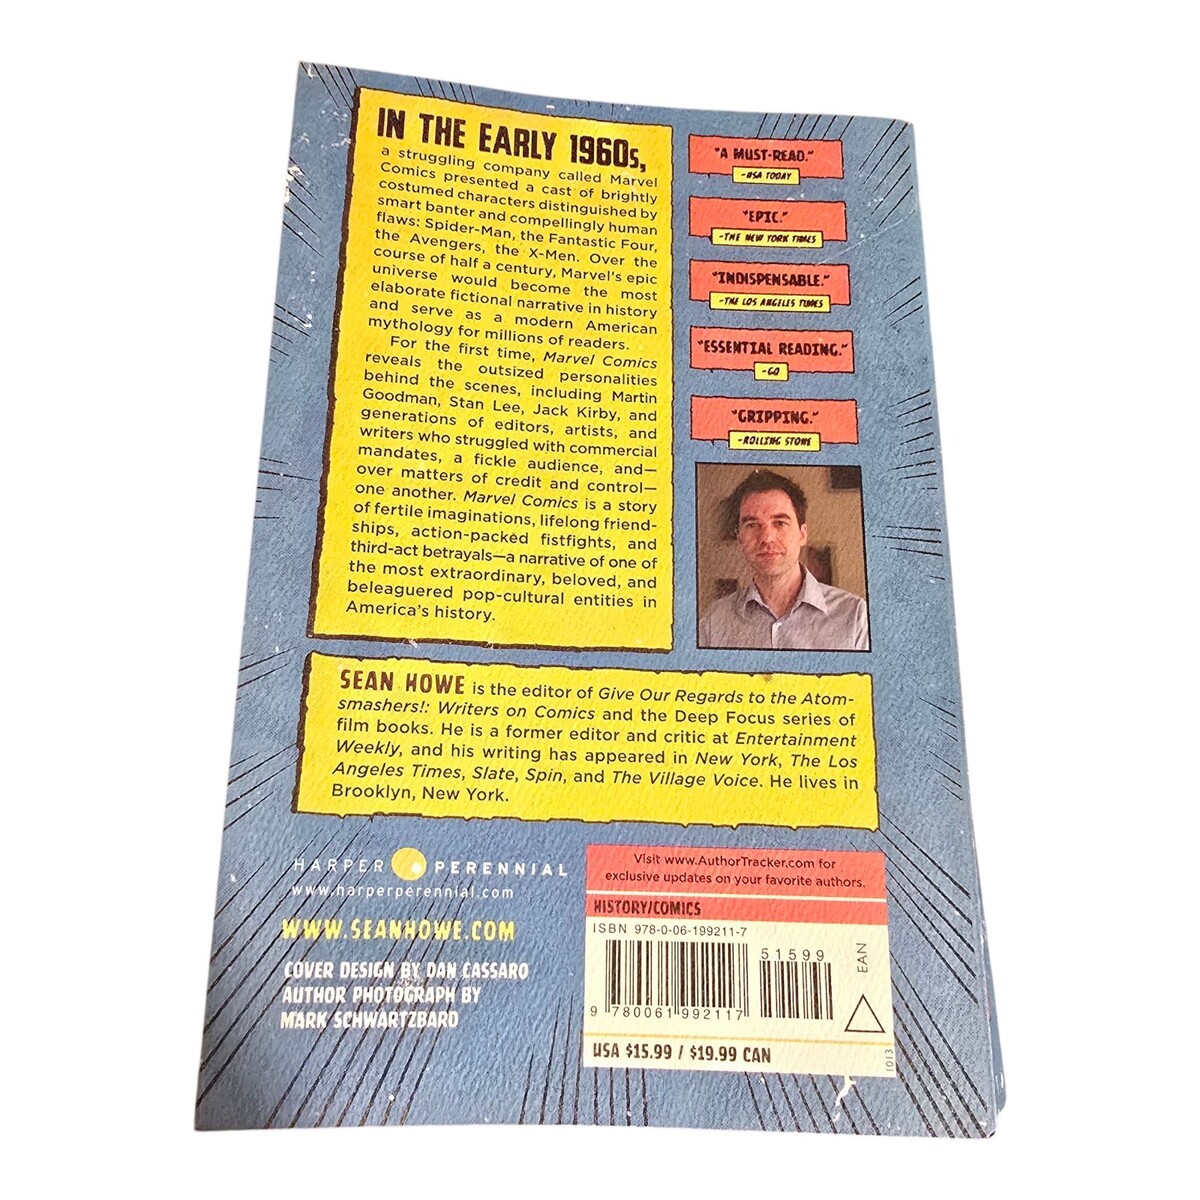 IN THE EARLY 1960s,
a struggling company called Marvel
Comics presented a cast of brightly
costumed characters distinguished by
smart banter and compellingly human
flaws: Spider-Man, the Fantastic Four,
the Avengers, the X-Men. Over the
course of half a century, Marvel's epic
universe would become the most
elaborate fictional narrative in history
and serve as a modern American
mythology for millions of readers.
For the first time, Marvel Comics
reveals the outsized personalities
behind the scenes, including Martin
Goodman, Stan Lee, Jack Kirby, and
generations of editors, artists, and
writers who struggled with commercial
mandates, a fickle audience, and—
over matters of credit and control—
one another. Marvel Comics is a story
of fertile imaginations, lifelong friend-
ships, action-packed fistfights, and
third-act betrayals—a narrative of one of
the most extraordinary, beloved, and
beleaguered pop-cultural entities in
America's history.
"A MUST-READ."
–USA TODAY
"EPIC."
–THE NEW YORK TIMES
"INDISPENSABLE."
–THE LOS ANGELES TIMES
"ESSENTIAL READING."
–GQ
"GRIPPING."
–ROLLING STONE
SEAN HOWE is the editor of Give Our Regards to the Atom-
smashers!: Writers on Comics and the Deep Focus series of
film books. He is a former editor and critic at Entertainment
Weekly, and his writing has appeared in New York, The Los
Angeles Times, Slate, Spin, and The Village Voice. He lives in
Brooklyn, New York.
HARPER PERENNIAL
www.harperperennial.com
WWW.SEANHOWE.COM
COVER DESIGN BY DAN CASSARO
AUTHOR PHOTOGRAPH BY
MARK SCHWARTZBARD
Visit www.AuthorTracker.com for
exclusive updates on your favorite authors.
HISTORY/COMICS
ISBN 978-0-06-199211-7
51599
EAN
9 780061 992117
USA $15.99 / $19.99 CAN
1013